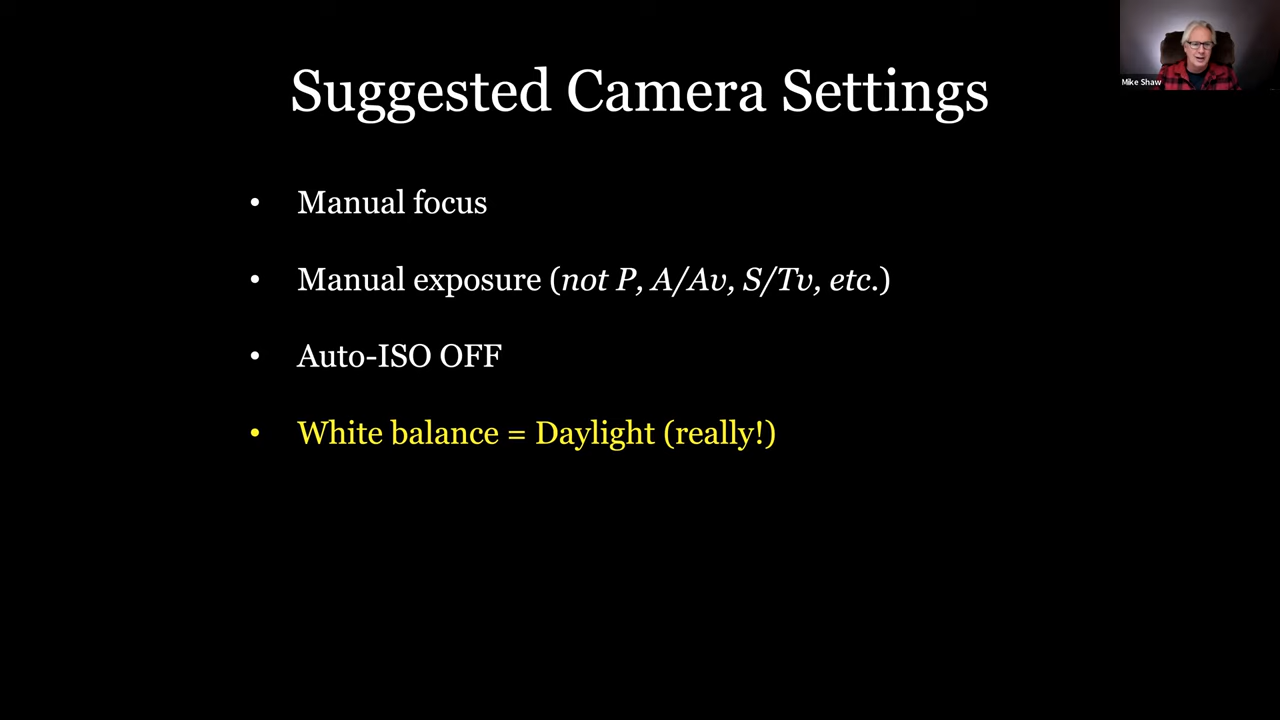 Suggested Camera Settings
Mike Shaw
• Manual focus
• Manual exposure (not P, A/Av, S/Tv, etc.)
• Auto-ISO OFF
• White balance = Daylight (really!)